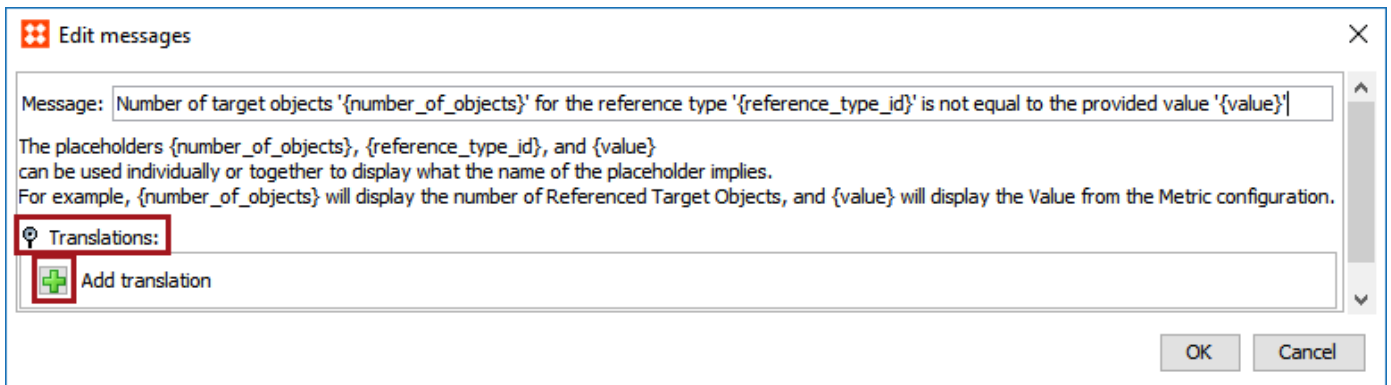 Edit messages
Message: Number of target objects '{number_of_objects}' for the reference type '{reference_type_id}' is not equal to the provided value '{value}'
The placeholders {number_of_objects}, {reference_type_id}, and {value}
can be used individually or together to display what the name of the placeholder implies.
For example, {number_of_objects} will display the number of Referenced Target Objects, and {value} will display the Value from the Metric configuration.
Translations:
Add translation
OK Cancel